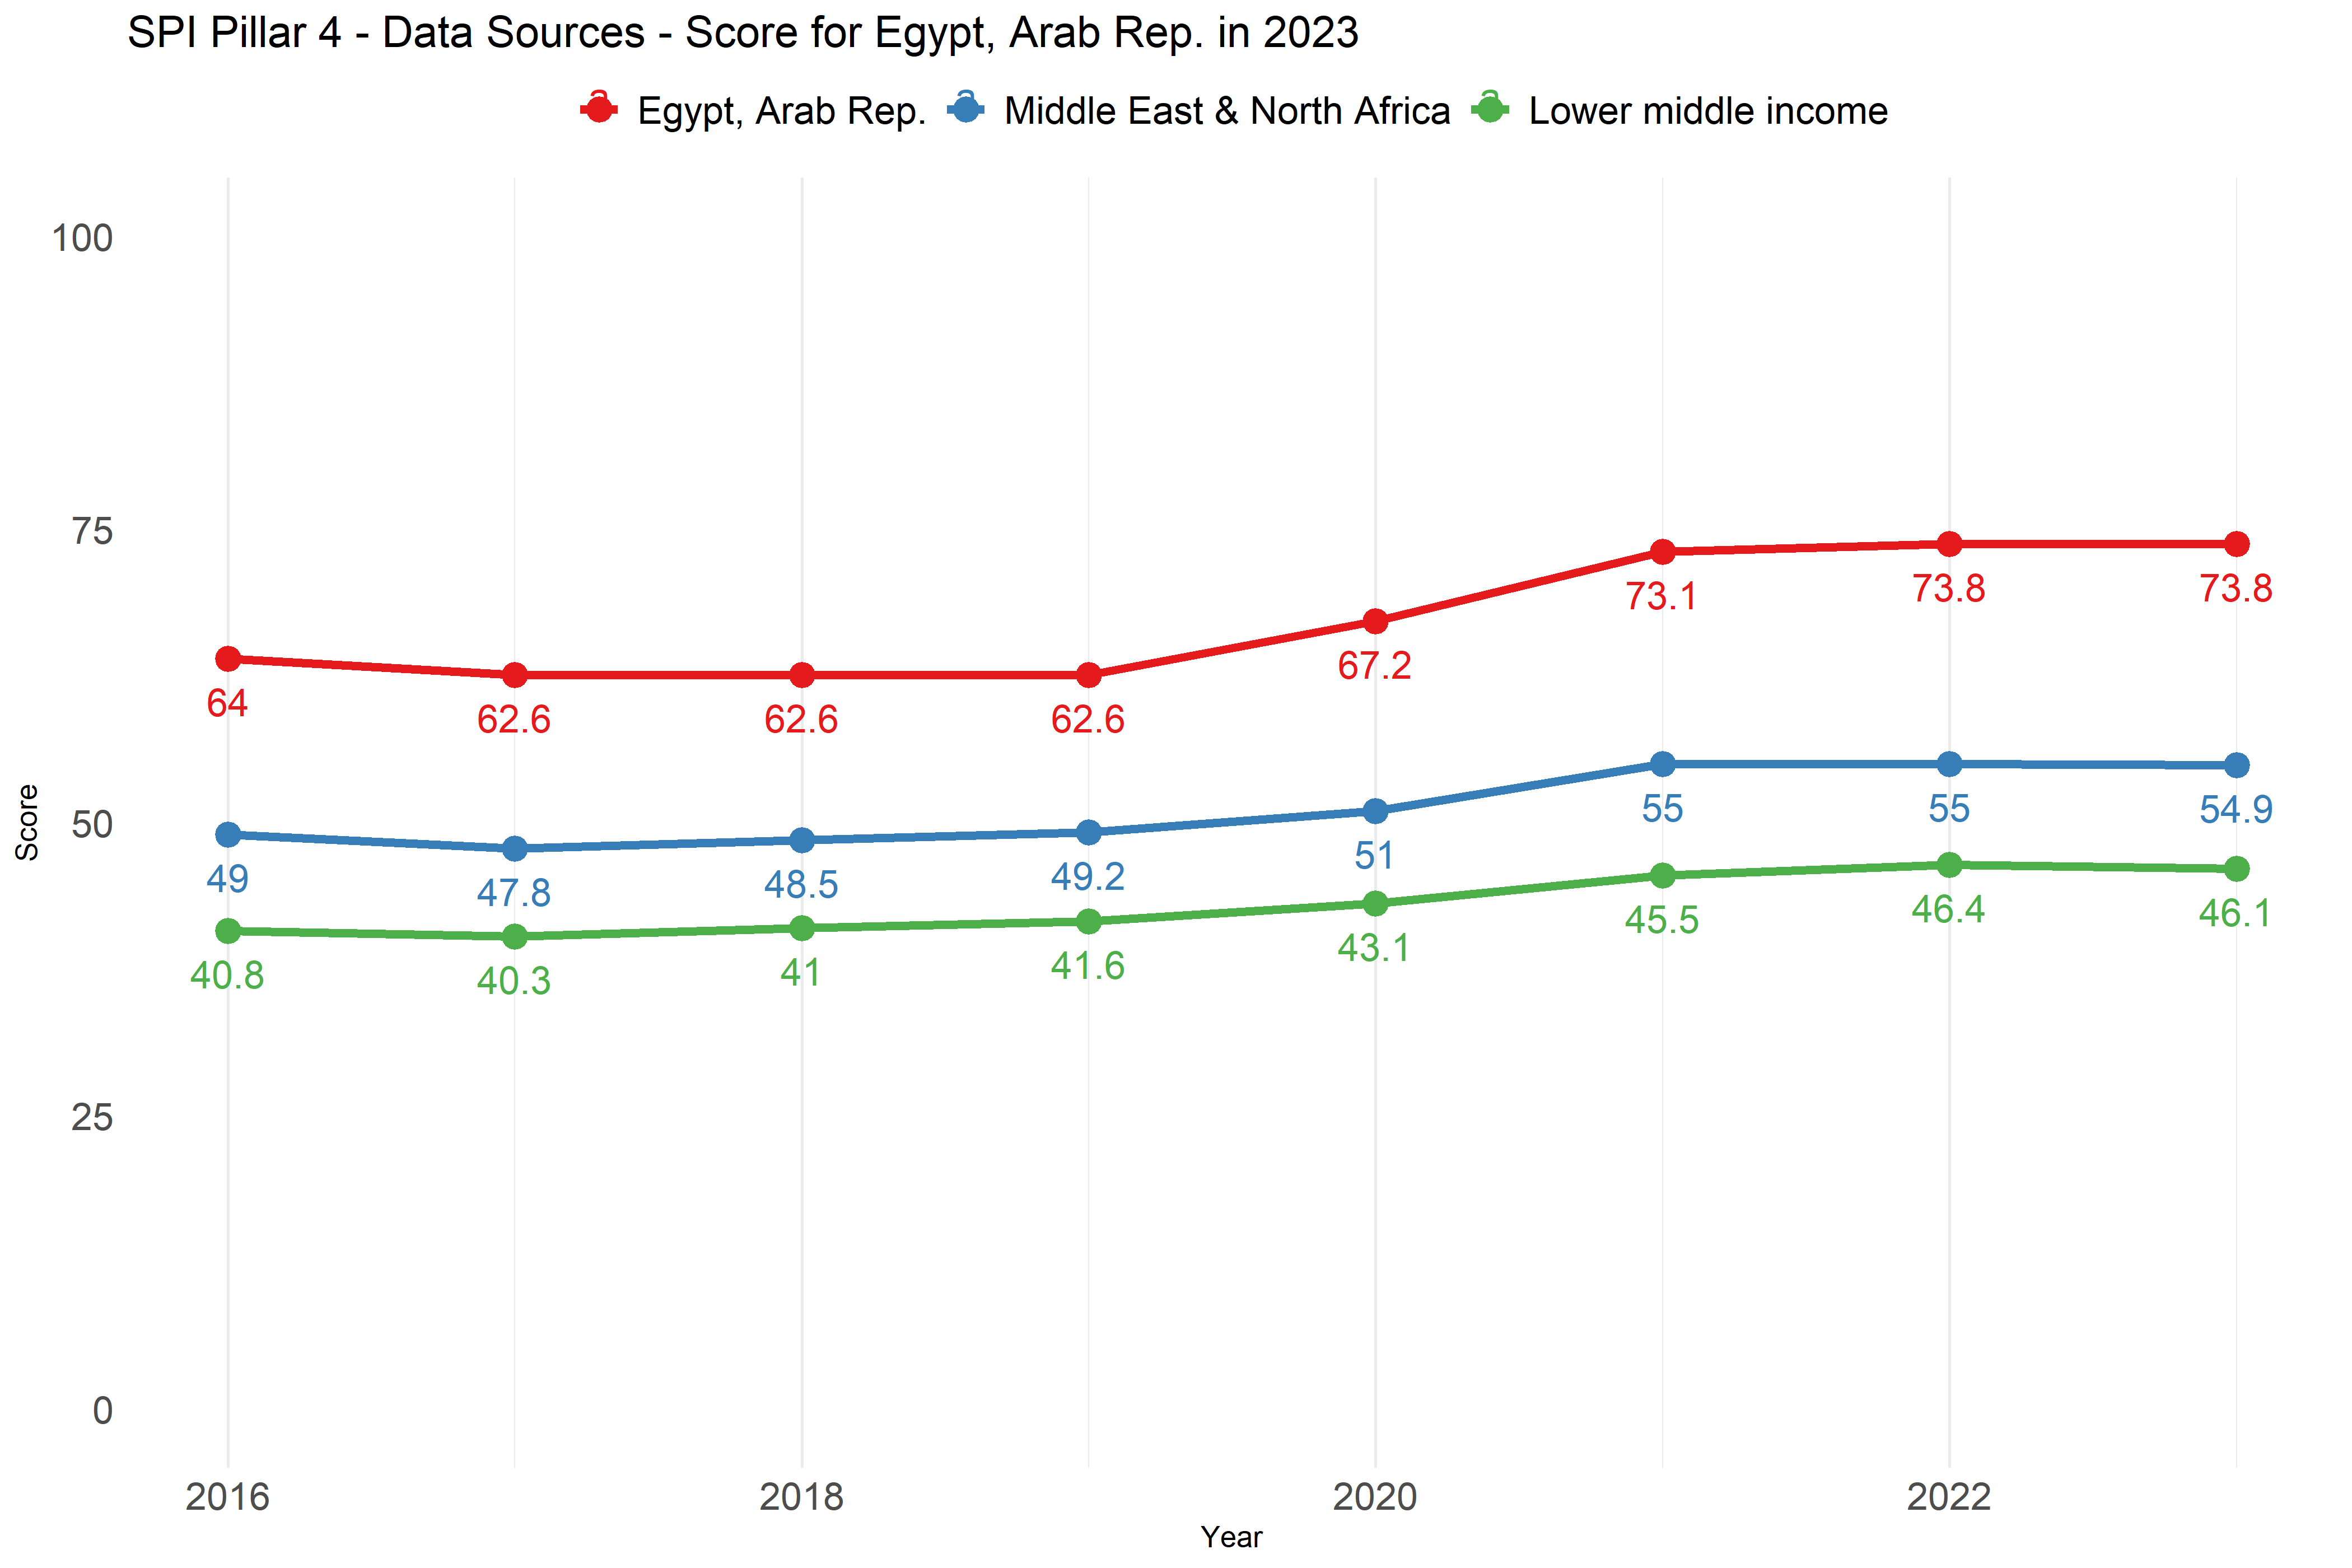 SPI Pillar 4 - Data Sources - Score for Egypt, Arab Rep. in 2023
Egypt, Arab Rep. Middle East & North Africa Lower middle income
100
75
50
25
0
Score
64 62.6 62.6 62.6 67.2 73.1 73.8 73.8
49 47.8 48.5 49.2 51 55 55 54.9
40.8 40.3 41 41.6 43.1 45.5 46.4 46.1
2016 2018 2020 2022
Year